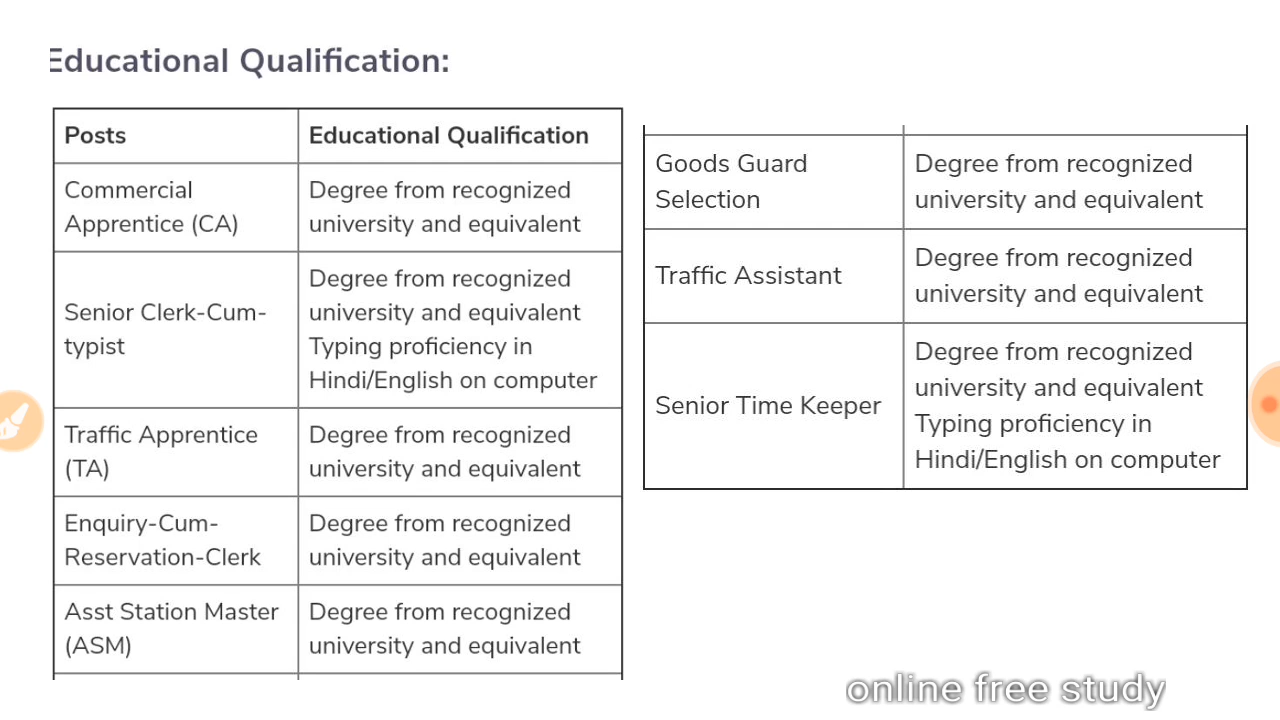 Educational Qualification:
Posts
Educational Qualification
Commercial
Apprentice (CA)
Degree from recognized
university and equivalent
Senior Clerk-Cum-
typist
Degree from recognized
university and equivalent
Typing proficiency in
Hindi/English on computer
Traffic Apprentice
(TA)
Degree from recognized
university and equivalent
Enquiry-Cum-
Reservation-Clerk
Degree from recognized
university and equivalent
Asst Station Master
(ASM)
Degree from recognized
university and equivalent
Goods Guard
Selection
Degree from recognized
university and equivalent
Traffic Assistant
Degree from recognized
university and equivalent
Senior Time Keeper
Degree from recognized
university and equivalent
Typing proficiency in
Hindi/English on computer
online free study